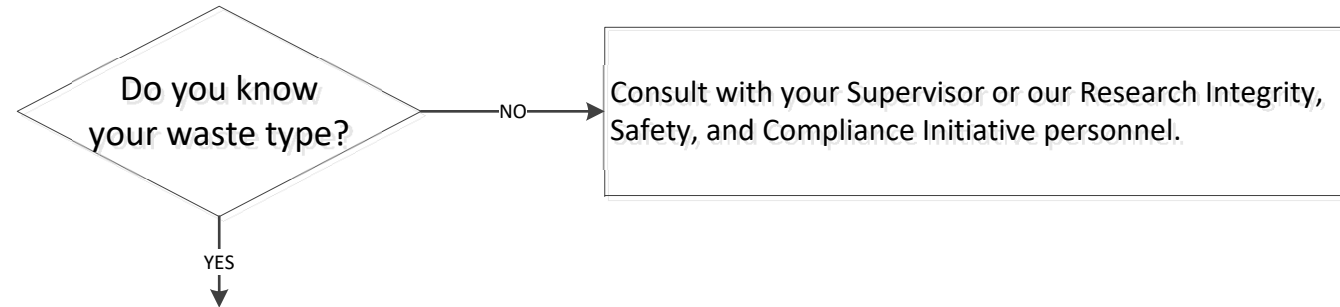 Do you know
your waste type?
NO
Consult with your Supervisor or our Research Integrity,
Safety, and Compliance Initiative personnel.
YES